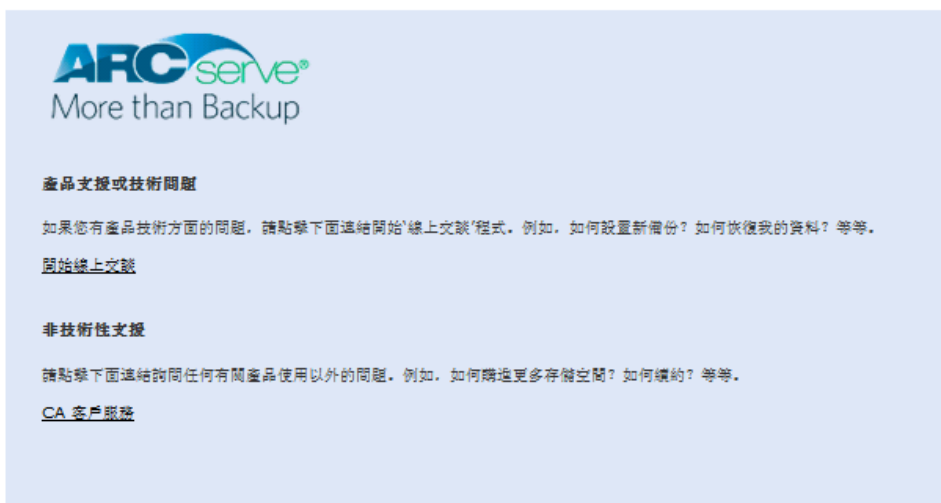 ARCserve®
More than Backup
產品支援或技術問題
如果您有產品技術方面的問題，請點擊下面連結開始'線上交談'程式。例如，如何設置新備份？如何恢復我的資料？等等。
開始線上交談
非技術性支援
請點擊下面連結詢問任何有關產品使用以外的問題。例如，如何購進更多存儲空間？如何續約？等等。
CA 客戶服務